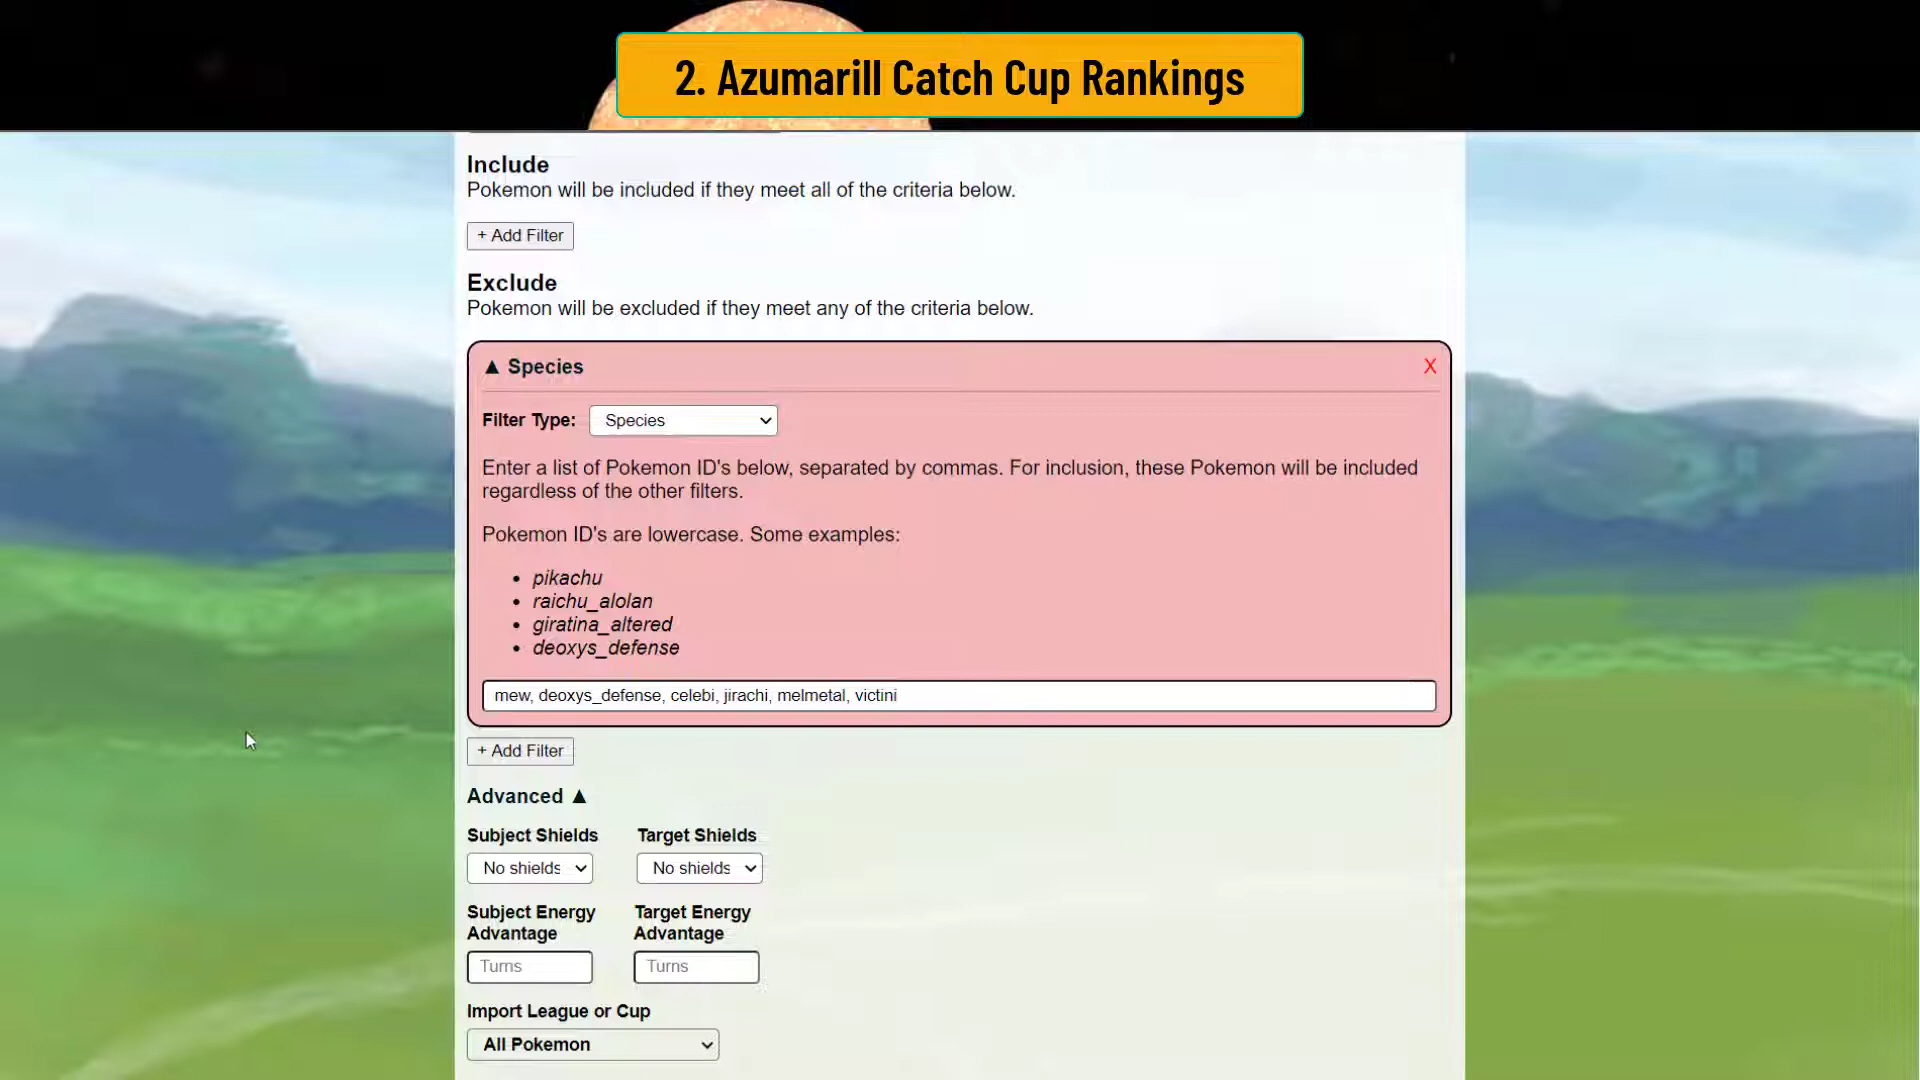 2. Azumarill Catch Cup Rankings
Include
Pokemon will be included if they meet all of the criteria below.
+ Add Filter
Exclude
Pokemon will be excluded if they meet any of the criteria below.
▲ Species X
Filter Type: Species
Enter a list of Pokemon ID's below, separated by commas. For inclusion, these Pokemon will be included
regardless of the other filters.
Pokemon ID's are lowercase. Some examples:
• pikachu
• raichu_alolan
• giratina_altered
• deoxys_defense
mew, deoxys_defense, celebi, jirachi, melmetal, victini
+ Add Filter
Advanced ▲
Subject Shields Target Shields
No shields No shields
Subject Energy Target Energy
Advantage Advantage
Turns Turns
Import League or Cup
All Pokemon